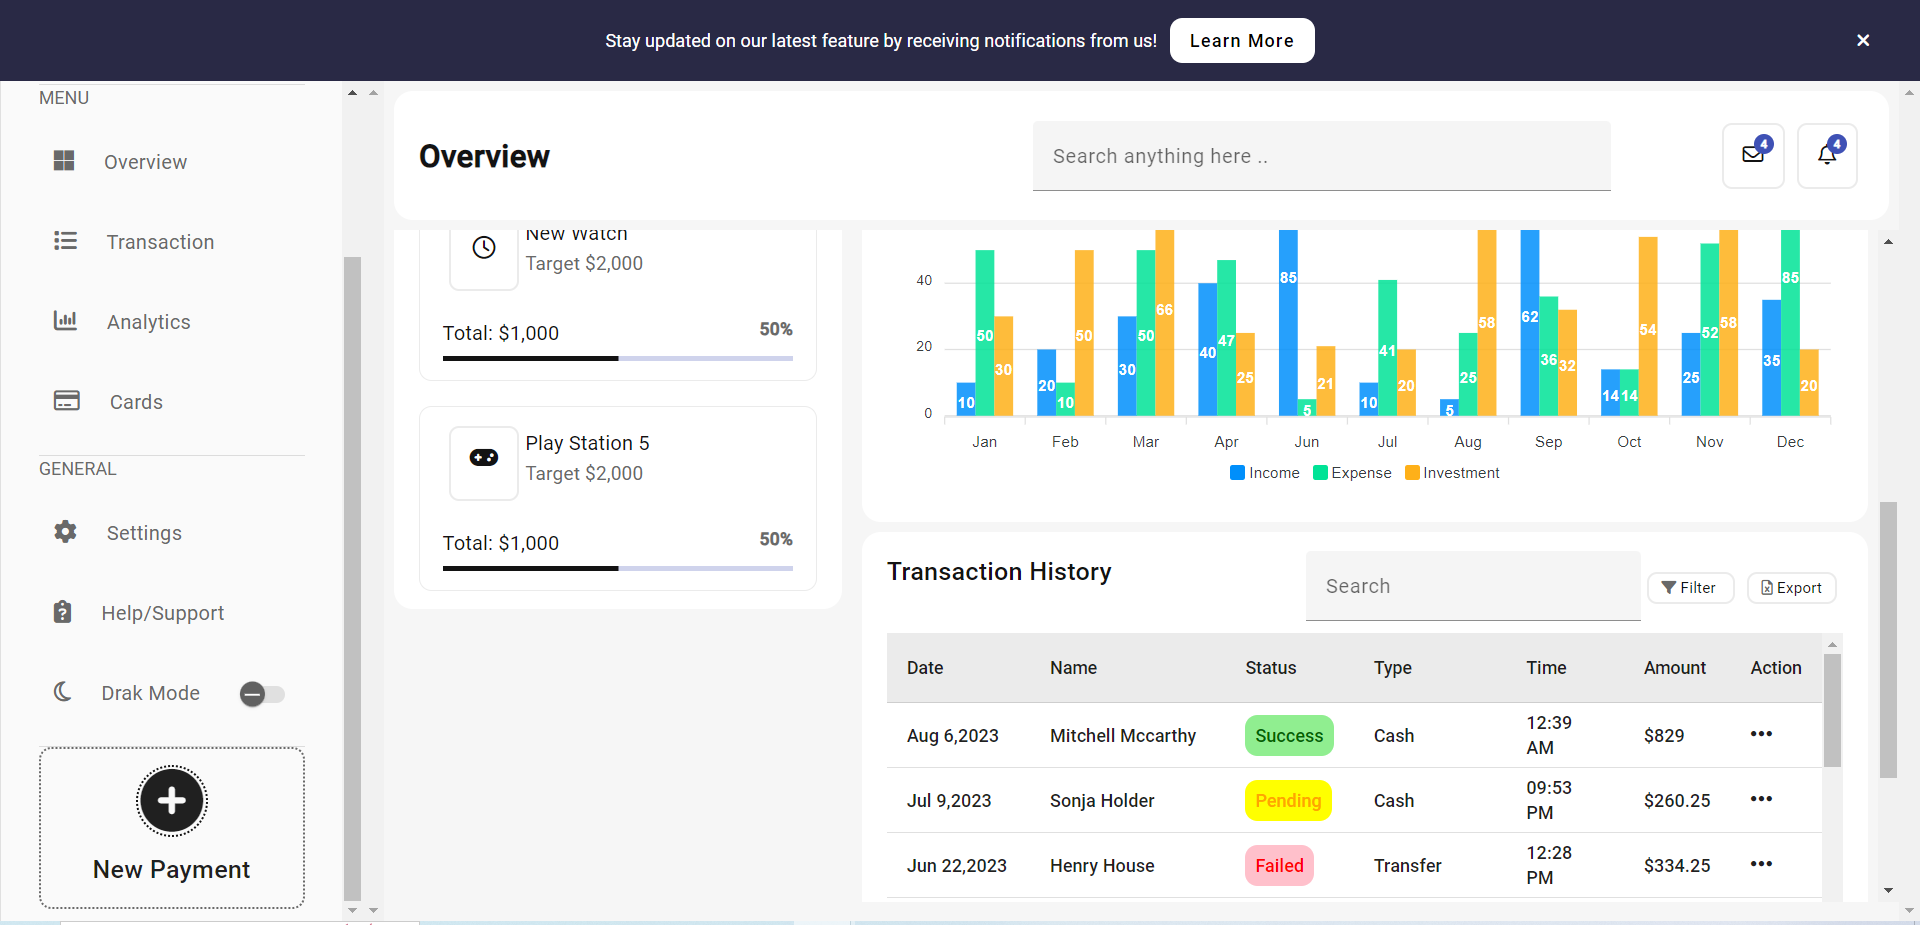 Stay updated on our latest feature by receiving notifications from us!
Learn More
MENU
Overview
Transaction
Analytics
Cards
GENERAL
Settings
Help/Support
Drak Mode
New Payment
Overview
Search anything here ..
4
4
New Watch
Target $2,000
Total: $1,000
50%
Play Station 5
Target $2,000
Total: $1,000
50%
40
20
0
10
50
30
20
10
50
30
50
66
40
47
25
85
5
21
10
41
20
5
25
58
62
36
32
14
14
54
25
52
58
35
85
20
Jan Feb Mar Apr Jun Jul Aug Sep Oct Nov Dec
Income Expense Investment
Transaction History
Search
Filter
Export
Date Name Status Type Time Amount Action
Aug 6,2023 Mitchell Mccarthy Success Cash 12:39 AM $829
Jul 9,2023 Sonja Holder Pending Cash 09:53 PM $260.25
Jun 22,2023 Henry House Failed Transfer 12:28 PM $334.25